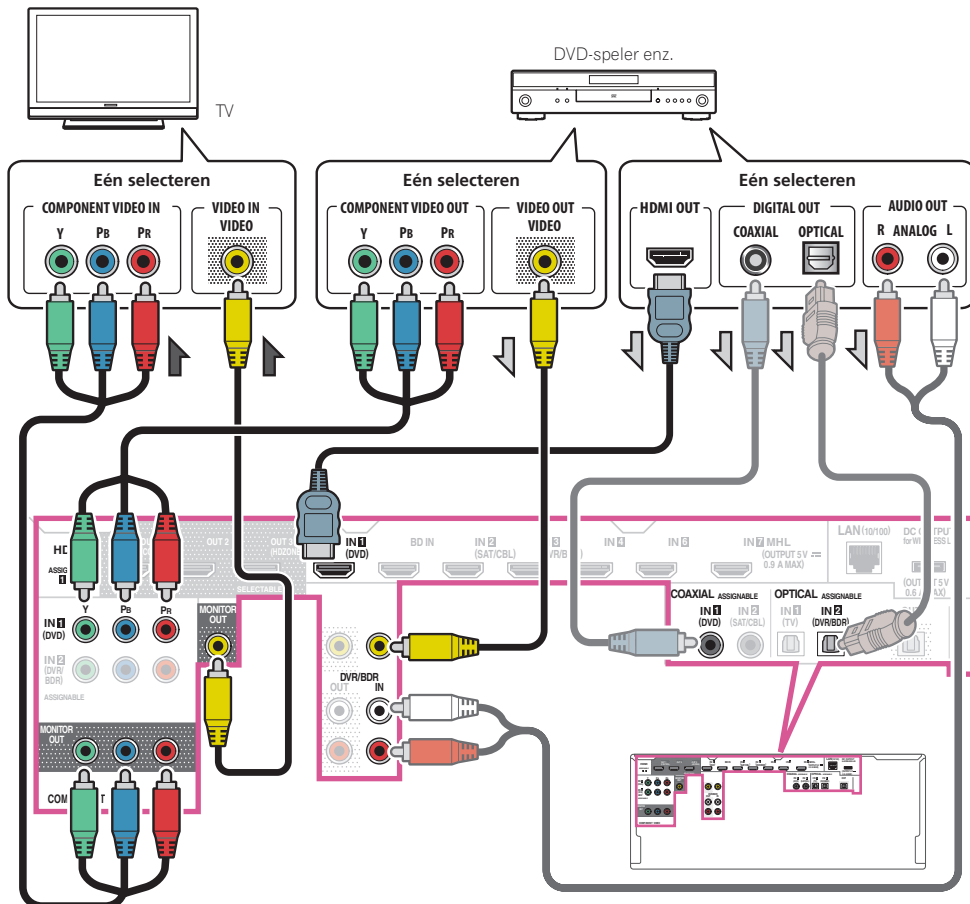 DVD-speler enz.
TV
Eén selecteren
Eén selecteren
Eén selecteren
COMPONENT VIDEO IN
Y PB PR
VIDEO IN
VIDEO
COMPONENT VIDEO OUT
Y PB PR
VIDEO OUT
VIDEO
HDMI OUT
DIGITAL OUT
COAXIAL OPTICAL
AUDIO OUT
R ANALOG L
OUT 2
OUT 3
(HDZONE)
SELECTABLE
IN 1
(DVD)
BD IN
IN 2
(SAT/CBL)
IN 4
IN 6
IN 7 MHL
(OUTPUT 5 V
0.9 A MAX)
LAN (10/100)
1
Y PB PR
IN 1
(DVD)
IN 2
(DVR/
BDR)
ASSIGNABLE
MONITOR
OUT
MONITOR
OUT
DVR/BDR
OUT IN
COAXIAL ASSIGNABLE
IN 1
(DVD)
IN 2
(SAT/CBL)
OPTICAL ASSIGNABLE
IN 1
(TV)
IN 2
(DVR/BDR)